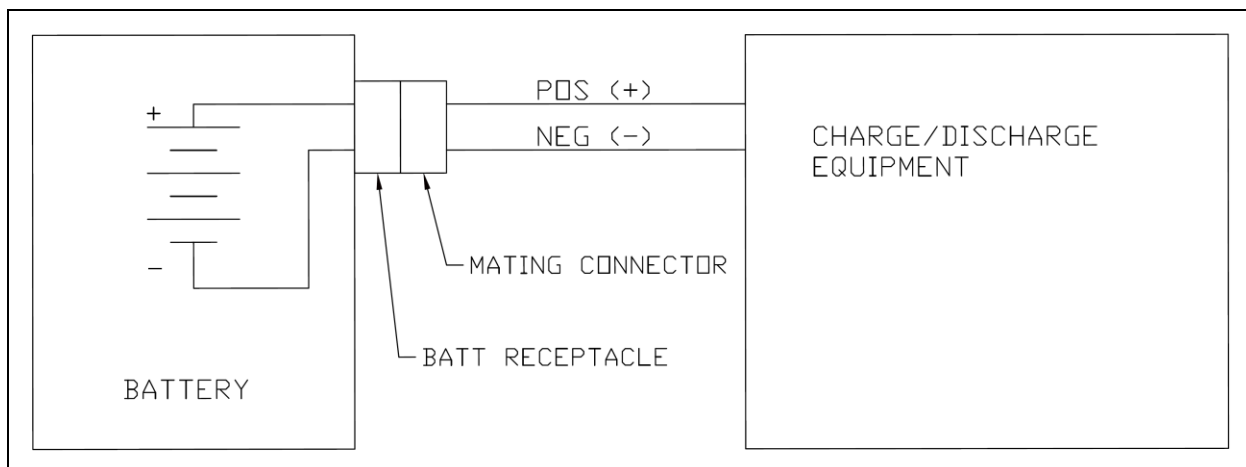 +
POS (+)
NEG (-)
CHARGE/DISCHARGE
EQUIPMENT
-
MATING CONNECTOR
BATT RECEPTACLE
BATTERY